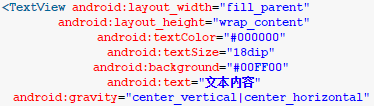 <TextView android:layout_width="fill_parent"
android:layout_height="wrap_content"
android:textColor="#000000"
android:textSize="18dip"
android:background="#00FF00"
android:text="文本内容"
android:gravity="center_vertical|center_horizontal"